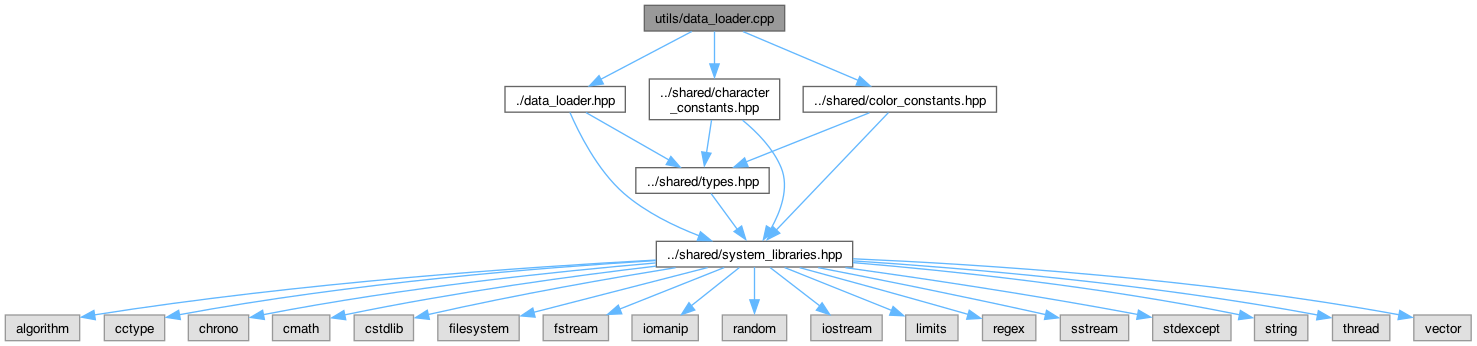 utils/data_loader.cpp
./data_loader.hpp
../shared/character
_constants.hpp
../shared/color_constants.hpp
../shared/types.hpp
../shared/system_libraries.hpp
algorithm
cctype
chrono
cmath
cstdlib
filesystem
fstream
iomanip
random
iostream
limits
regex
sstream
stdexcept
string
thread
vector